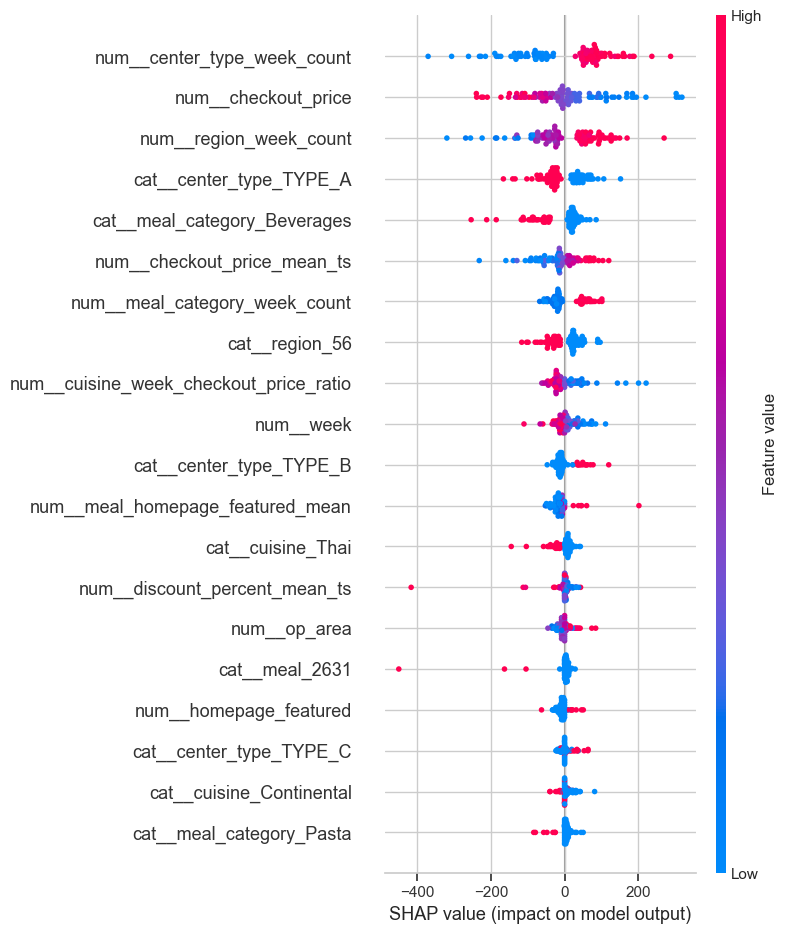 High
num__center_type_week_count
num__checkout_price
num__region_week_count
cat__center_type_TYPE_A
cat__meal_category_Beverages
num__checkout_price_mean_ts
num__meal_category_week_count
cat__region_56
num__cuisine_week_checkout_price_ratio
num__week
cat__center_type_TYPE_B
num__meal_homepage_featured_mean
cat__cuisine_Thai
num__discount_percent_mean_ts
num__op_area
cat__meal_2631
num__homepage_featured
cat__center_type_TYPE_C
cat__cuisine_Continental
cat__meal_category_Pasta
Feature value
Low
−400 −200 0 200
SHAP value (impact on model output)